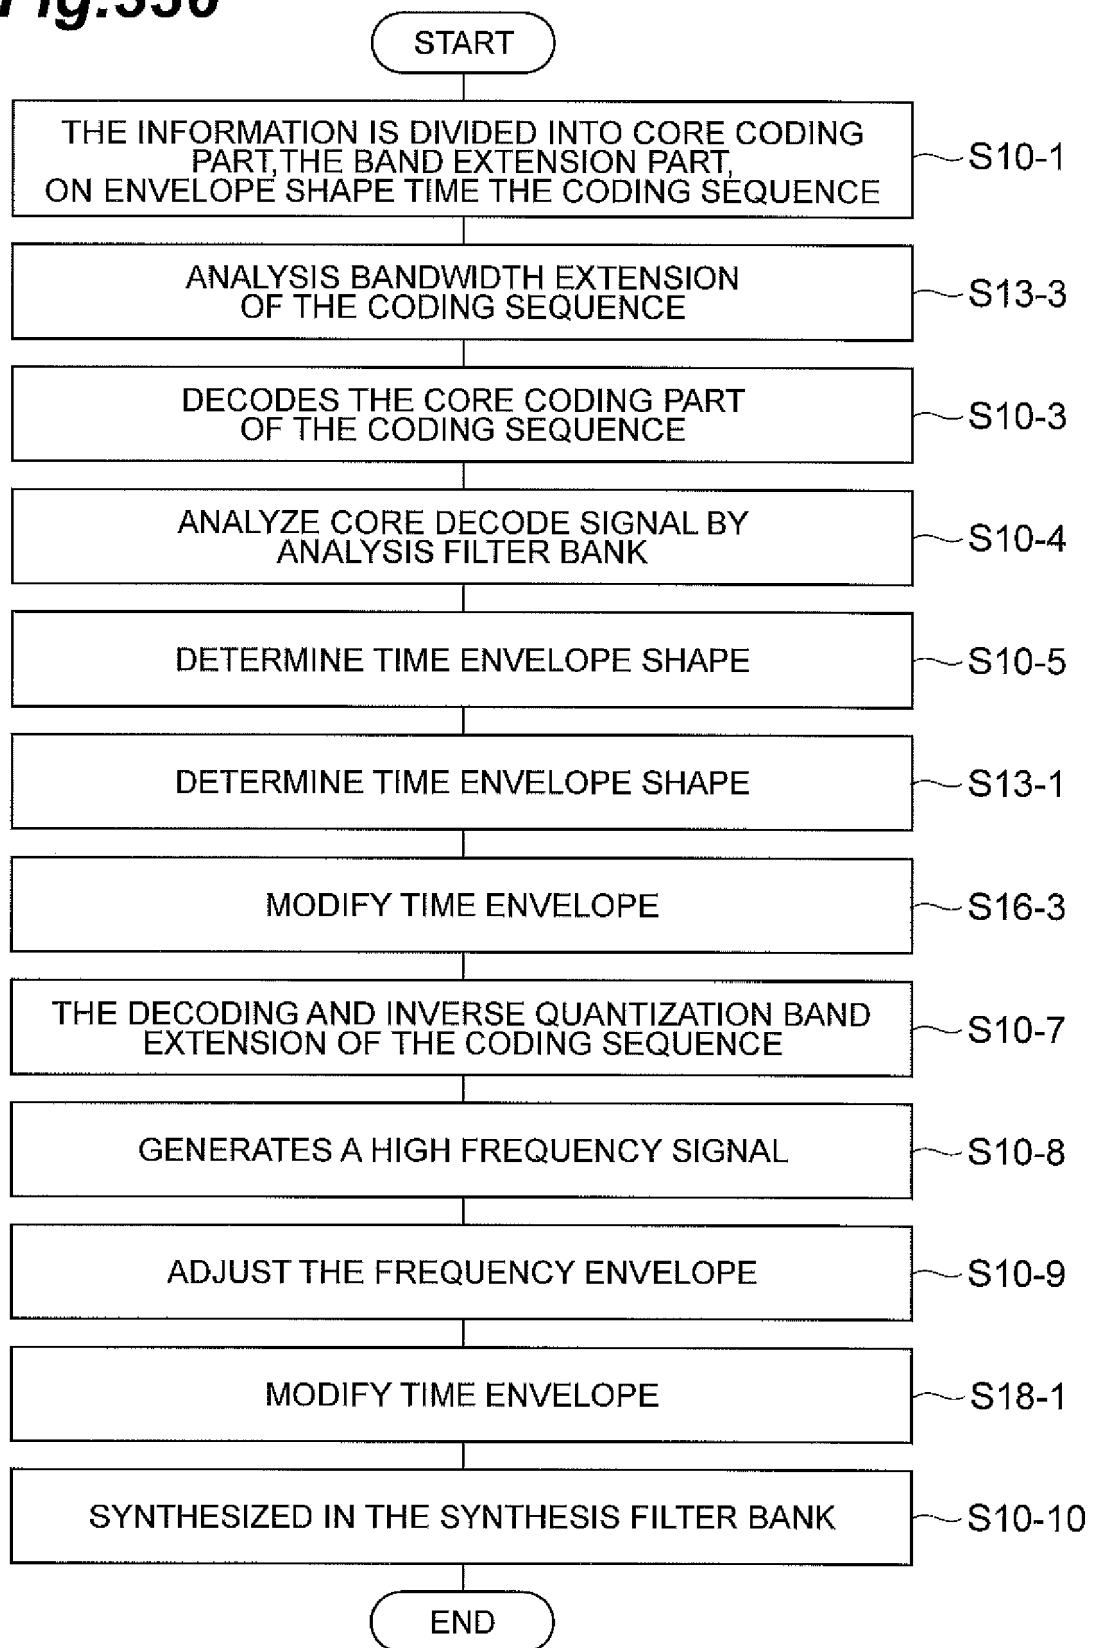 START
THE INFORMATION IS DIVIDED INTO CORE CODING
PART,THE BAND EXTENSION PART,
ON ENVELOPE SHAPE TIME THE CODING SEQUENCE
S10-1
ANALYSIS BANDWIDTH EXTENSION
OF THE CODING SEQUENCE
S13-3
DECODES THE CORE CODING PART
OF THE CODING SEQUENCE
S10-3
ANALYZE CORE DECODE SIGNAL BY
ANALYSIS FILTER BANK
S10-4
DETERMINE TIME ENVELOPE SHAPE
S10-5
DETERMINE TIME ENVELOPE SHAPE
S13-1
MODIFY TIME ENVELOPE
S16-3
THE DECODING AND INVERSE QUANTIZATION BAND
EXTENSION OF THE CODING SEQUENCE
S10-7
GENERATES A HIGH FREQUENCY SIGNAL
S10-8
ADJUST THE FREQUENCY ENVELOPE
S10-9
MODIFY TIME ENVELOPE
S18-1
SYNTHESIZED IN THE SYNTHESIS FILTER BANK
S10-10
END